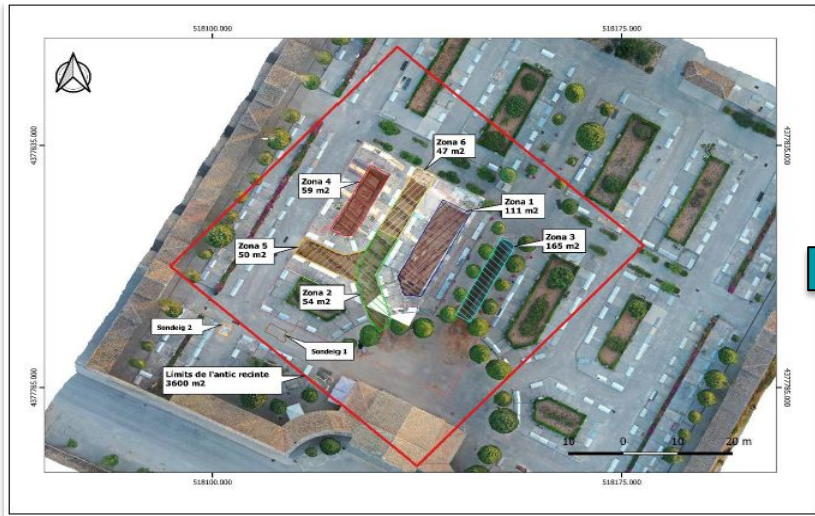 518100.000
518175.000
4377835.000
4377835.000
Zona 6
47 m2
Zona 4
59 m2
Zona 1
111 m2
Zona 3
165 m2
Zona 5
50 m2
Zona 2
54 m2
Sondeig 2
Sondeig 1
Límits de l'antic recinte
3600 m2
4377785.000
4377785.000
10 0 10 20 m
518100.000
518175.000